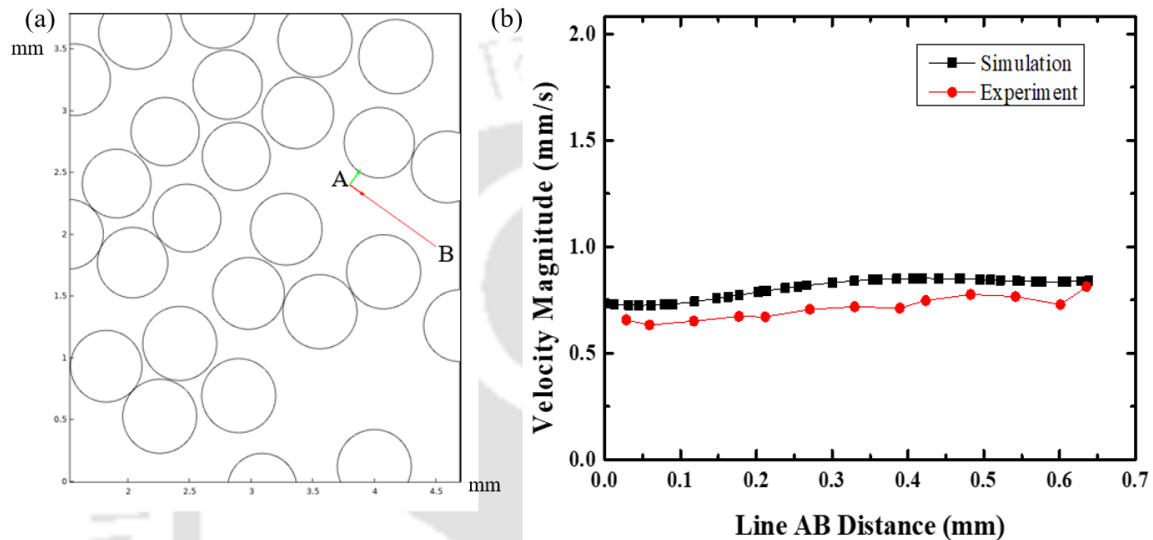 (a)
mm
3.5
3
2.5
2
1.5
1
0.5
0
2
2.5
3
3.5
4
4.5
mm
A
B
(b)
Velocity Magnitude (mm/s)
2.0
1.5
1.0
0.5
0.0
Simulation
Experiment
0.0 0.1 0.2 0.3 0.4 0.5 0.6 0.7
Line AB Distance (mm)